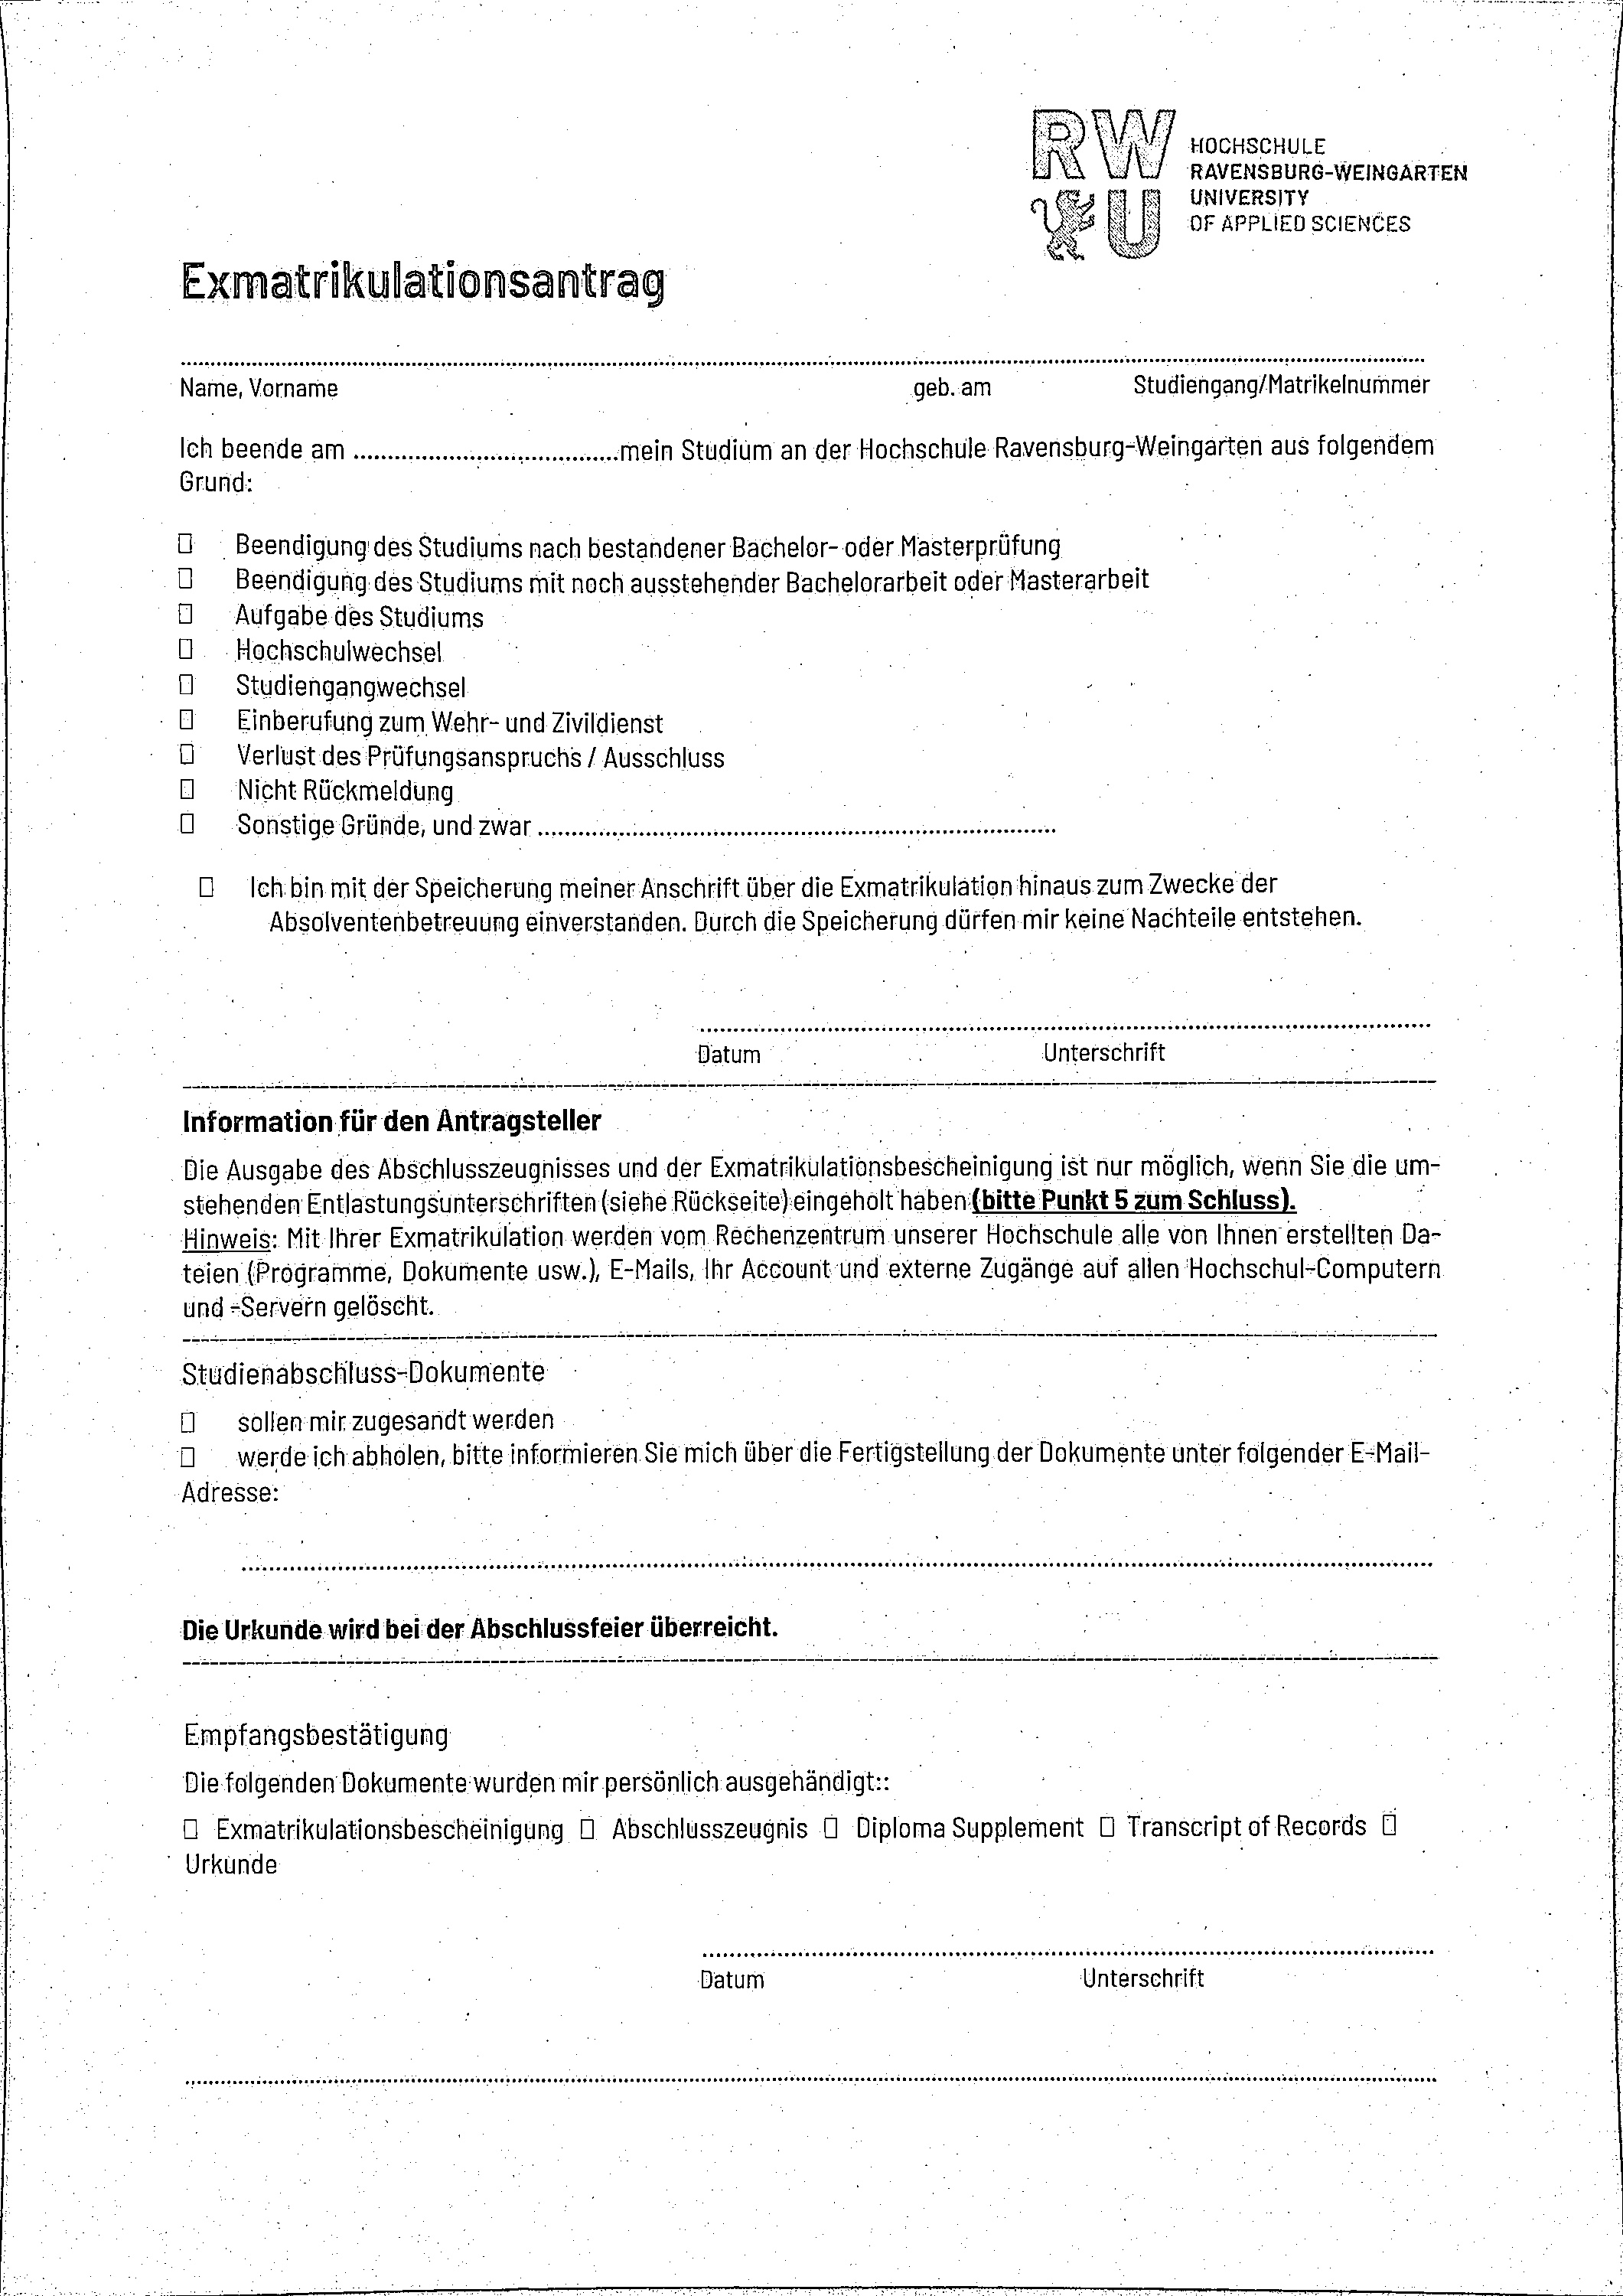 RW
U
HOCHSCHULE
RAVENSBURG-WEINGARTEN
UNIVERSITY
OF APPLIED SCIENCES
Exmatrikulationsantrag
Name, Vorname geb. am Studiengang/Matrikelnummer
Ich beende am ........................................mein Studium an der Hochschule Ravensburg-Weingarten aus folgendem
Grund:
☐ Beendigung des Studiums nach bestandener Bachelor- oder Masterprüfung
☐ Beendigung des Studiums mit noch ausstehender Bachelorarbeit oder Masterarbeit
☐ Aufgabe des Studiums
☐ Hochschulwechsel
☐ Studiengangwechsel
☐ Einberufung zum Wehr- und Zivildienst
☐ Verlust des Prüfungsanspruchs / Ausschluss
☐ Nicht Rückmeldung
☐ Sonstige Gründe, und zwar ................................................................................
☐ Ich bin mit der Speicherung meiner Anschrift über die Exmatrikulation hinaus zum Zwecke der
Absolventenbetreuung einverstanden. Durch die Speicherung dürfen mir keine Nachteile entstehen.
Datum Unterschrift
Information für den Antragsteller
Die Ausgabe des Abschlusszeugnisses und der Exmatrikulationsbescheinigung ist nur möglich, wenn Sie die um-
stehenden Entlastungsunterschriften (siehe Rückseite) eingeholt haben (bitte Punkt 5 zum Schluss).
Hinweis: Mit Ihrer Exmatrikulation werden vom Rechenzentrum unserer Hochschule alle von Ihnen erstellten Da-
teien (Programme, Dokumente usw.), E-Mails, Ihr Account und externe Zugänge auf allen Hochschul-Computern
und -Servern gelöscht.
Studienabschluss-Dokumente
☐ sollen mir zugesandt werden
☐ werde ich abholen, bitte informieren Sie mich über die Fertigstellung der Dokumente unter folgender E-Mail-
Adresse:
Die Urkunde wird bei der Abschlussfeier überreicht.
Empfangsbestätigung
Die folgenden Dokumente wurden mir persönlich ausgehändigt::
☐ Exmatrikulationsbescheinigung ☐ Abschlusszeugnis ☐ Diploma Supplement ☐ Transcript of Records ☐
Urkunde
Datum Unterschrift